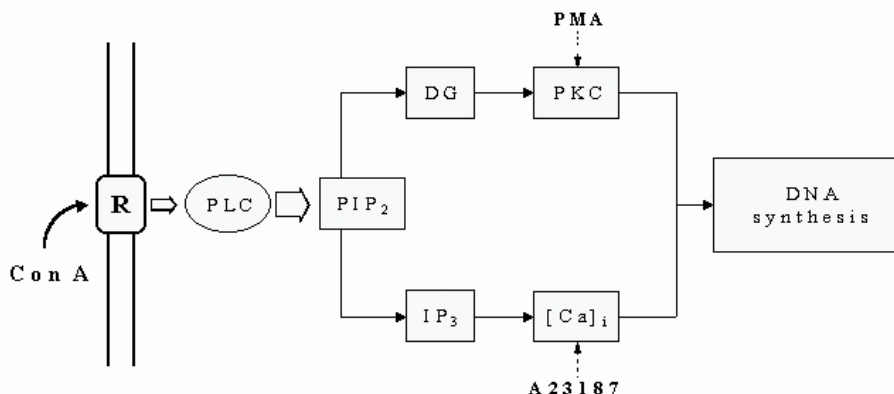 PMA
DG
PKC
R
PLC
PIP₂
DNA
synthesis
Con A
IP₃
[Ca]ᵢ
A23187